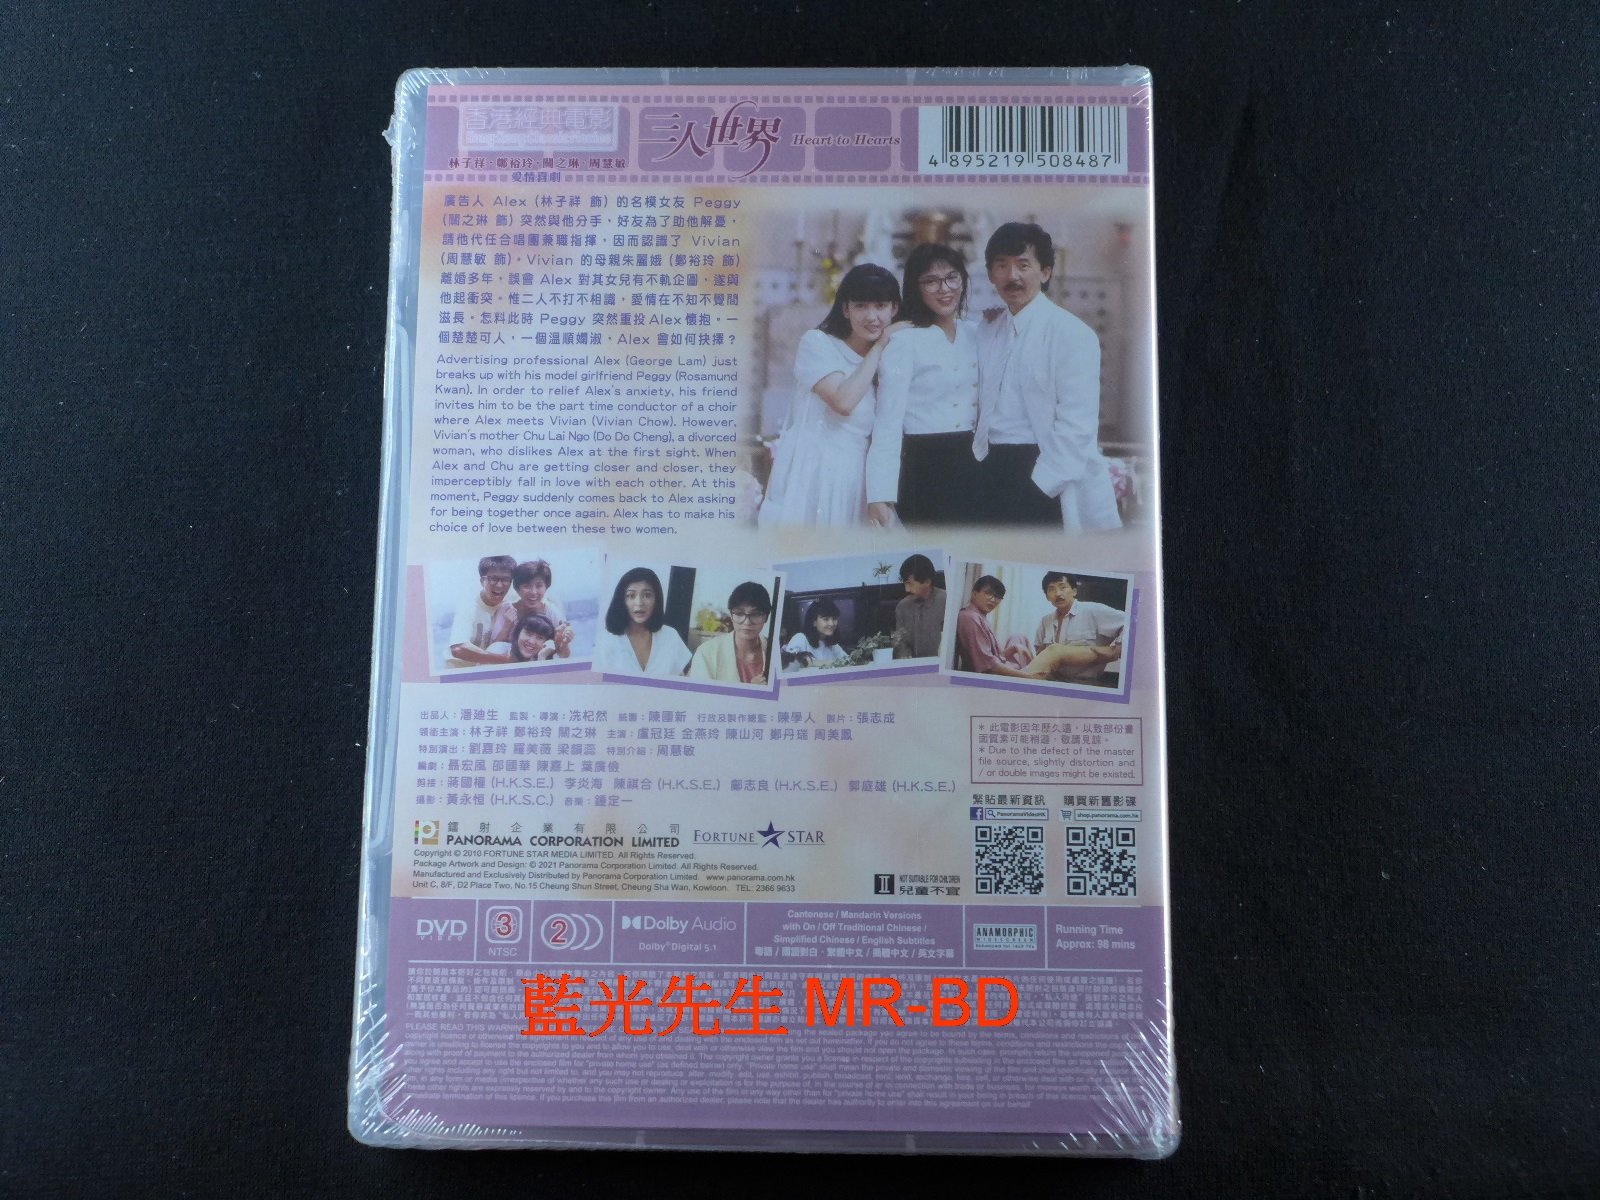 香港經典電影
林子祥・鄭裕玲・關之琳・周慧敏
愛情喜劇
三人世界
Heart to Hearts
4 895219 508487
廣告人 Alex (林子祥 飾) 的名模女友 Peggy
(關之琳 飾) 突然與他分手，好友為了助他解憂，
請他代任合唱團兼職指揮，因而認識了 Vivian
(周慧敏 飾)。Vivian 的母親朱麗娥 (鄭裕玲 飾)
離婚多年，誤會 Alex 對其女兒有不軌企圖，遂與
他起衝突。惟二人不打不相識，愛情在不知不覺間
滋長。怎料此時 Peggy 突然重投Alex懷抱。一
個楚楚可人，一個溫順嫻淑，Alex 會如何抉擇？
Advertising professional Alex (George Lam) just
breaks up with his model girlfriend Peggy (Rosamund
Kwan). In order to relief Alex's anxiety, his friend
invites him to be the part time conductor of a choir
where Alex meets Vivian (Vivian Chow). However,
Vivian's mother Chu Lai Ngo (Do Do Cheng), a divorced
woman, who dislikes Alex at the first sight. When
Alex and Chu are getting closer and closer, they
imperceptibly fall in love with each other. At this
moment, Peggy suddenly comes back to Alex asking
for being together once again. Alex has to make his
choice of love between these two women.
出品人：潘迪生 監製、導演：冼杞然 統籌：陳國新 行政及製作總監：陳學人 製片：張志成
領銜主演：林子祥 鄭裕玲 關之琳 主演：盧冠廷 金燕玲 陳山河 鄭丹瑞 周美鳳
特別演出：劉嘉玲 羅美薇 梁韻蕊 特別介紹：周慧敏
編劇：聶宏風 邵國華 陳嘉上 葉廣儉
剪接：蔣國權 (H.K.S.E.) 李炎海 陳祺合 (H.K.S.E.) 鄺志良 (H.K.S.E.) 鄧庭雄 (H.K.S.E.)
攝影：黃永恒 (H.K.S.C.) 音樂：鍾定一
* 此電影因年歷久遠，以致部份畫
面質素可能稍遜，敬請見諒。
* Due to the defect of the master
file source, slightly distortion and
/ or double images might be existed.
緊貼最新資訊
PanoramaVideoHK
購買新舊影碟
shop.panorama.com.hk
鐳射企業有限公司
PANORAMA CORPORATION LIMITED
FORTUNE STAR
Copyright © 2010 FORTUNE STAR MEDIA LIMITED. All Rights Reserved.
Package Artwork and Design: © 2021 Panorama Corporation Limited. All Rights Reserved.
Manufactured and Exclusively Distributed by Panorama Corporation Limited. www.panorama.com.hk
Unit C, 8/F, D2 Place Two, No.15 Cheung Shun Street, Cheung Sha Wan, Kowloon. TEL: 2366 9633
II NOT SUITABLE FOR CHILDREN
兒童不宜
DVD VIDEO
3 NTSC
2
Dolby Audio
Dolby Digital 5.1
Cantonese / Mandarin Versions
with On / Off Traditional Chinese /
Simplified Chinese / English Subtitles
粵語 / 國語對白，繁體中文 / 簡體中文 / 英文字幕
ANAMORPHIC
WIDESCREEN
Running Time
Approx: 98 mins
藍光先生 MR-BD
PLEASE READ THIS WARNING